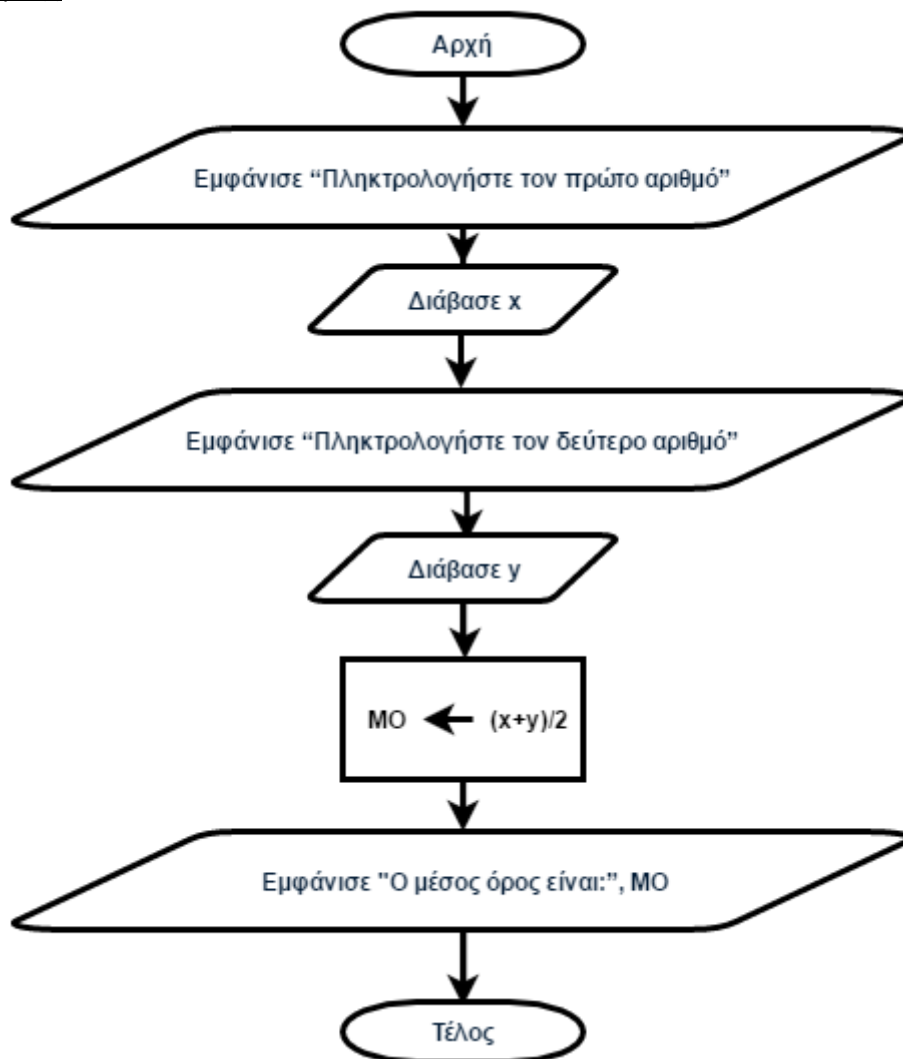 Αρχή
Εμφάνισε “Πληκτρολογήστε τον πρώτο αριθμό”
Διάβασε x
Εμφάνισε “Πληκτρολογήστε τον δεύτερο αριθμό”
Διάβασε y
ΜΟ ← (x+y)/2
Εμφάνισε "Ο μέσος όρος είναι:”, ΜΟ
Τέλος